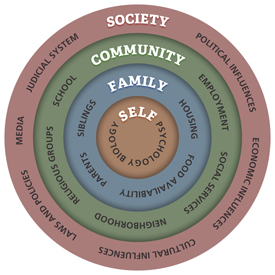 SOCIETY
JUDICIAL SYSTEM
POLITICAL INFLUENCES
MEDIA
ECONOMIC INFLUENCES
LAWS AND POLICIES
CULTURAL INFLUENCES
COMMUNITY
SCHOOL
EMPLOYMENT
RELIGIOUS GROUPS
SOCIAL SERVICES
NEIGHBORHOOD
FAMILY
SIBLINGS
HOUSING
PARENTS
FOOD AVAILABILITY
SELF
PSYCHOLOGY
BIOLOGY